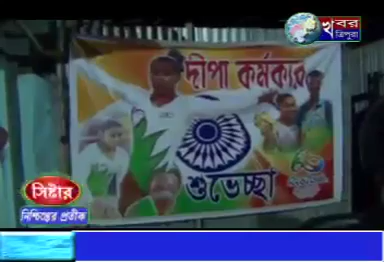 খবর
ত্রিপুরা
দীপা কর্মকার
শুভেচ্ছা
সিষ্টার
নিশ্চিন্তের প্রতীক